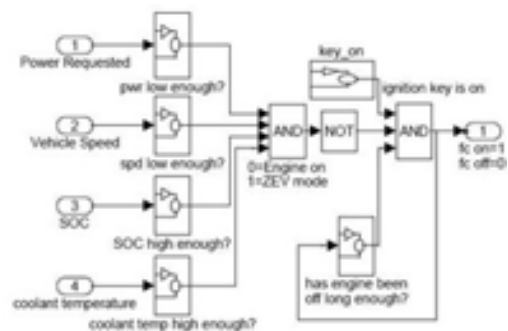 1
Power Requested
pwr low enough?
2
Vehicle Speed
spd low enough?
3
SOC
SOC high enough?
4
coolant temperature
coolant temp high enough?
AND
0=Engine on
1=ZEV mode
NOT
key_on
ignition key is on
AND
has engine been
off long enough?
1
fc on=1
fc off=0